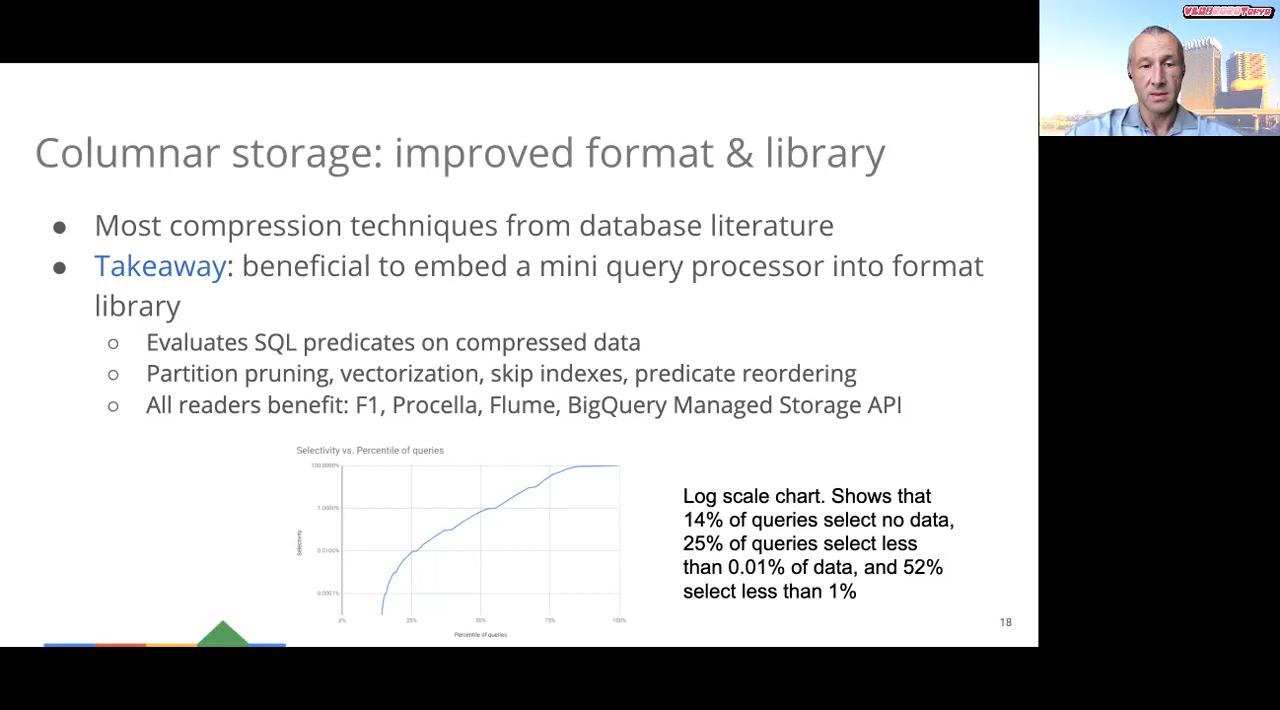 VLDB2020Tokyo
Columnar storage: improved format & library
● Most compression techniques from database literature
● Takeaway: beneficial to embed a mini query processor into format
library
○ Evaluates SQL predicates on compressed data
○ Partition pruning, vectorization, skip indexes, predicate reordering
○ All readers benefit: F1, Procella, Flume, BigQuery Managed Storage API
Selectivity vs. Percentile of queries
100.0000%
1.0000%
0.0100%
0.0001%
Selectivity
0%
25%
50%
75%
100%
Percentile of queries
Log scale chart. Shows that
14% of queries select no data,
25% of queries select less
than 0.01% of data, and 52%
select less than 1%
18